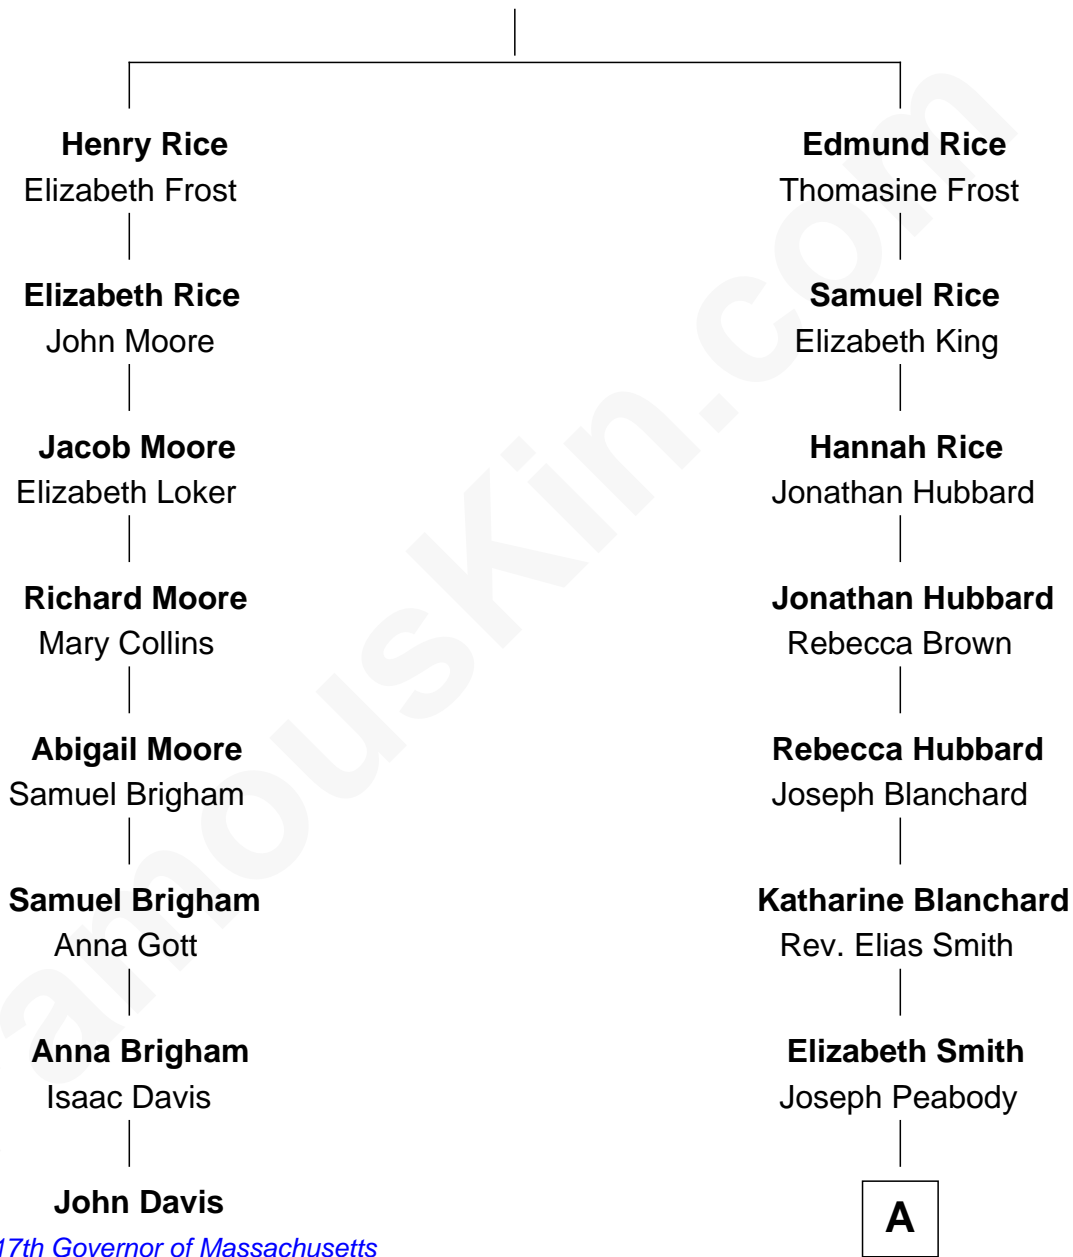 Henry Rice
Elizabeth Frost
Elizabeth Rice
John Moore
Jacob Moore
Elizabeth Loker
Richard Moore
Mary Collins
Abigail Moore
Samuel Brigham
Samuel Brigham
Anna Gott
Anna Brigham
Isaac Davis
John Davis
17th Governor of Massachusetts
Edmund Rice
Thomasine Frost
Samuel Rice
Elizabeth King
Hannah Rice
Jonathan Hubbard
Jonathan Hubbard
Rebecca Brown
Rebecca Hubbard
Joseph Blanchard
Katharine Blanchard
Rev. Elias Smith
Elizabeth Smith
Joseph Peabody
A
amouskin.com